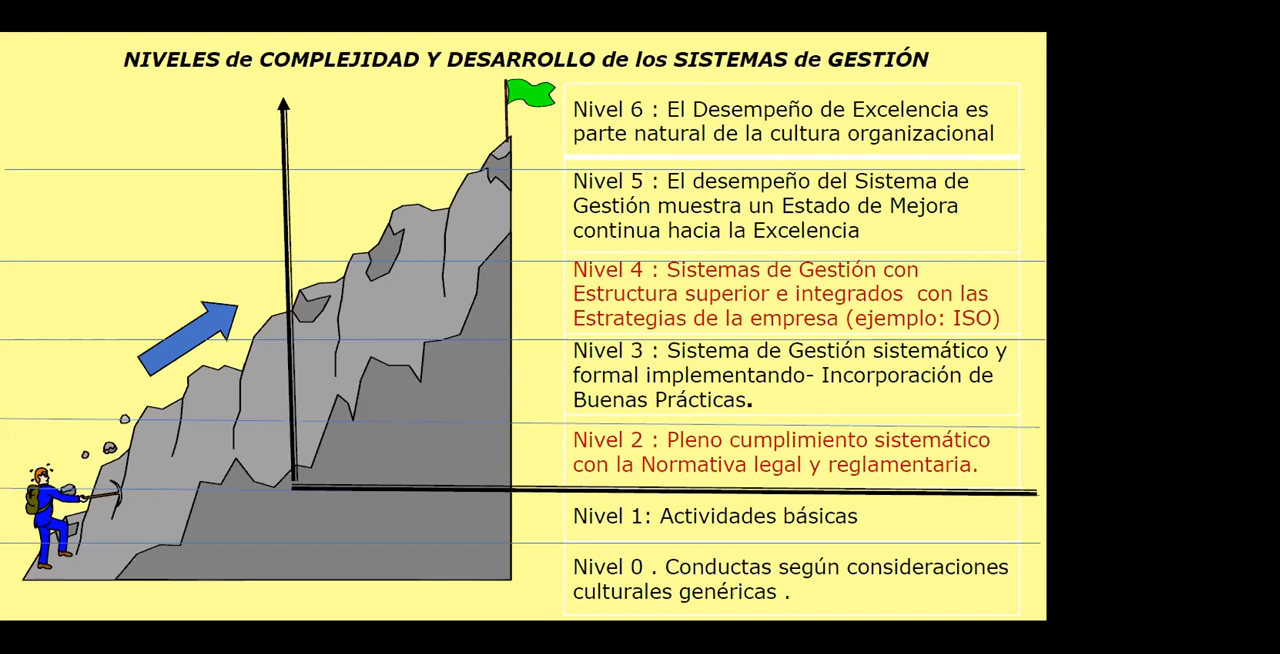 NIVELES de COMPLEJIDAD Y DESARROLLO de los SISTEMAS de GESTIÓN
Nivel 6 : El Desempeño de Excelencia es
parte natural de la cultura organizacional
Nivel 5 : El desempeño del Sistema de
Gestión muestra un Estado de Mejora
continua hacia la Excelencia
Nivel 4 : Sistemas de Gestión con
Estructura superior e integrados con las
Estrategias de la empresa (ejemplo: ISO)
Nivel 3 : Sistema de Gestión sistemático y
formal implementando- Incorporación de
Buenas Prácticas.
Nivel 2 : Pleno cumplimiento sistemático
con la Normativa legal y reglamentaria.
Nivel 1: Actividades básicas
Nivel 0 . Conductas según consideraciones
culturales genéricas .